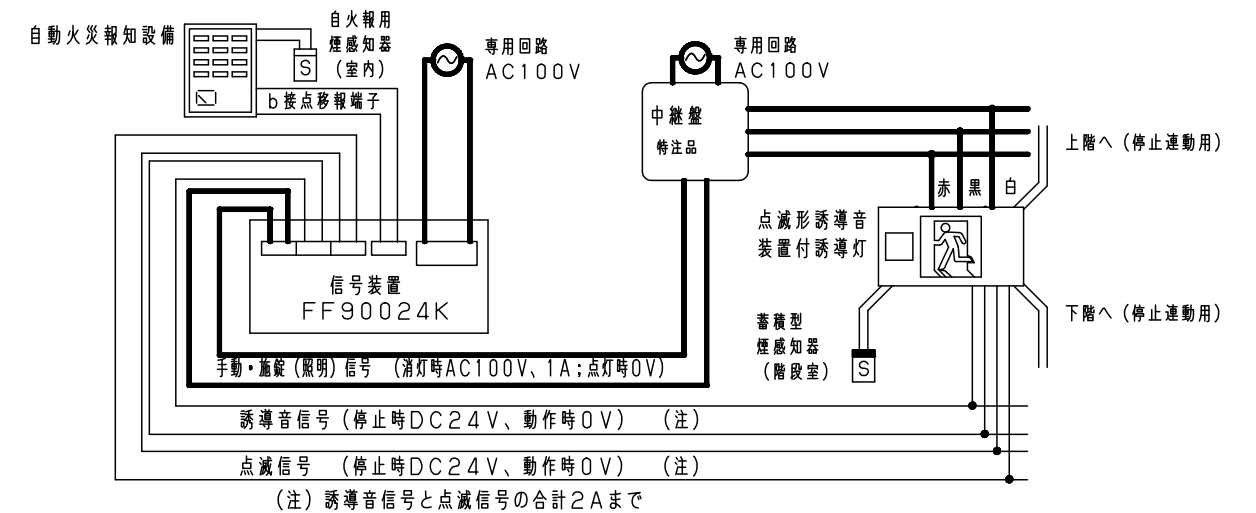 自動火災報知設備
自火報用
煙感知器
（室内）
S
専用回路
AC100V
専用回路
AC100V
b接点移報端子
中継盤
特注品
上階へ（停止連動用）
赤 黒 白
点滅形誘導音
装置付誘導灯
信号装置
FF90024K
下階へ（停止連動用）
蓄積型
煙感知器
（階段室）
S
手動・施錠（照明）信号 （消灯時AC100V、1A；点灯時0V）
誘導音信号（停止時DC24V、動作時0V） （注）
点滅信号 （停止時DC24V、動作時0V） （注）
（注）誘導音信号と点滅信号の合計2Aまで